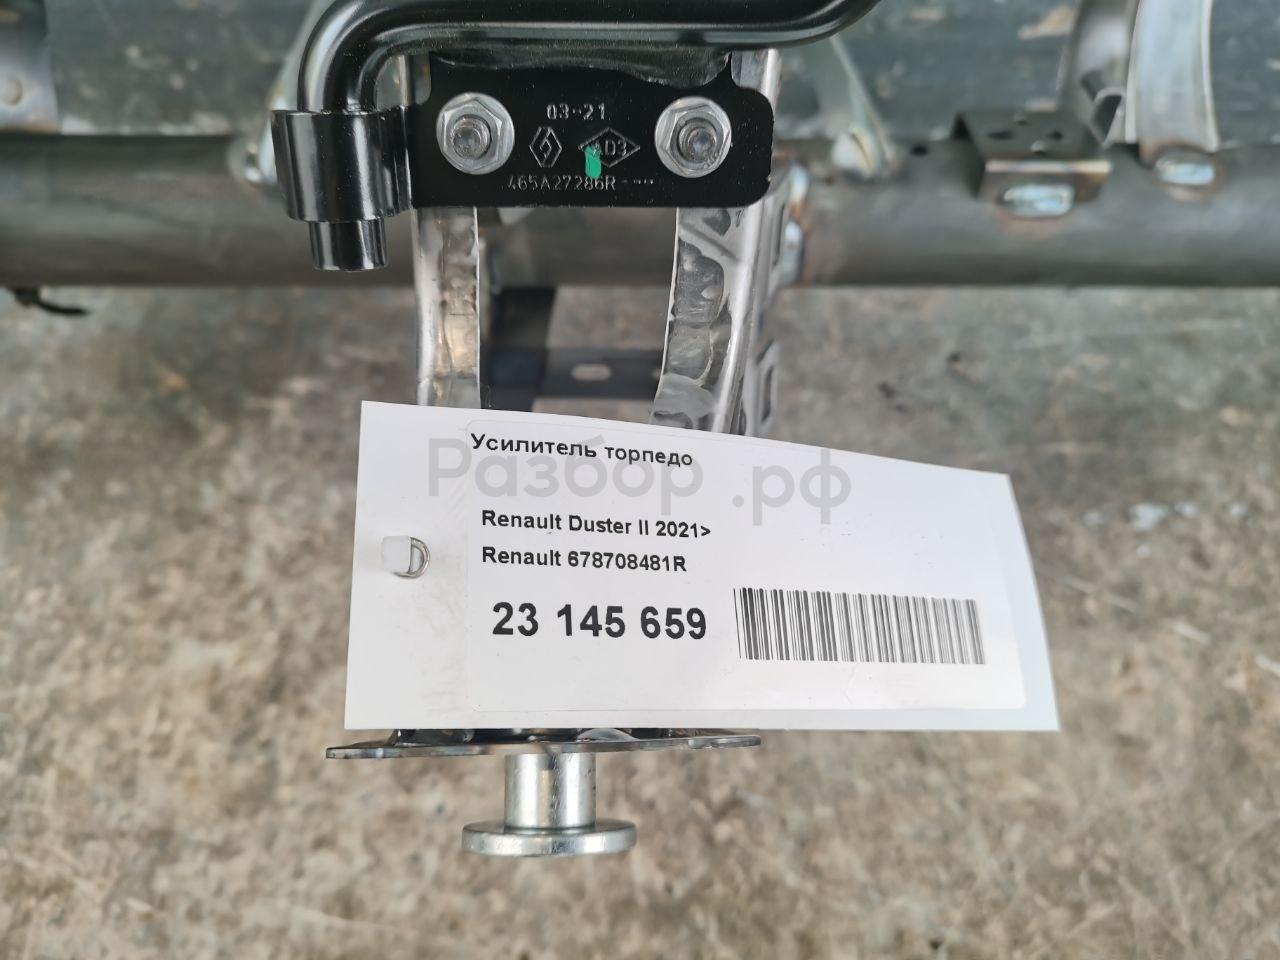 03-21
AD3
465A27286R---
Усилитель торпедо
Разбор.рф
Renault Duster II 2021>
Renault 678708481R
23 145 659